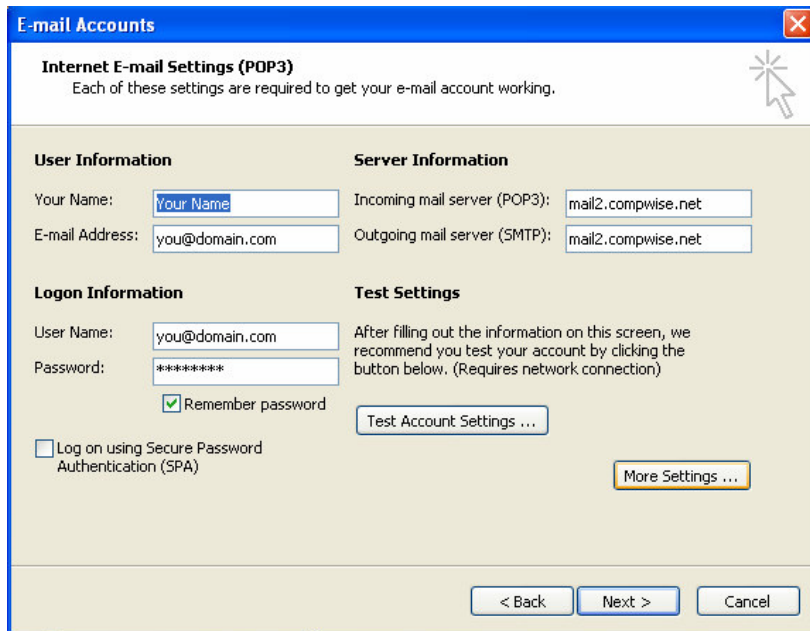 E-mail Accounts
Internet E-mail Settings (POP3)
Each of these settings are required to get your e-mail account working.
User Information
Your Name: Your Name
E-mail Address: you@domain.com
Server Information
Incoming mail server (POP3): mail2.compwise.net
Outgoing mail server (SMTP): mail2.compwise.net
Logon Information
User Name: you@domain.com
Password: ********
Remember password
Log on using Secure Password
Authentication (SPA)
Test Settings
After filling out the information on this screen, we
recommend you test your account by clicking the
button below. (Requires network connection)
Test Account Settings ...
More Settings ...
< Back
Next >
Cancel